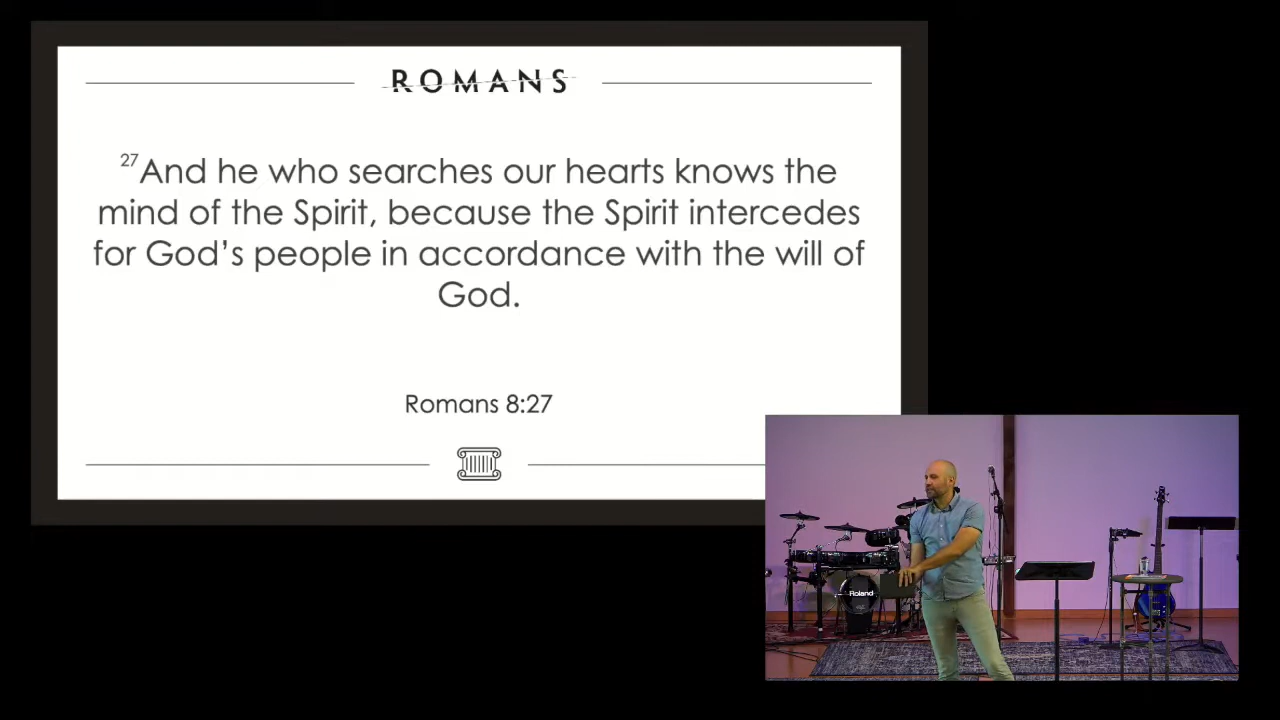 ROMANS
27And he who searches our hearts knows the
mind of the Spirit, because the Spirit intercedes
for God's people in accordance with the will of
God.
Romans 8:27
Roland